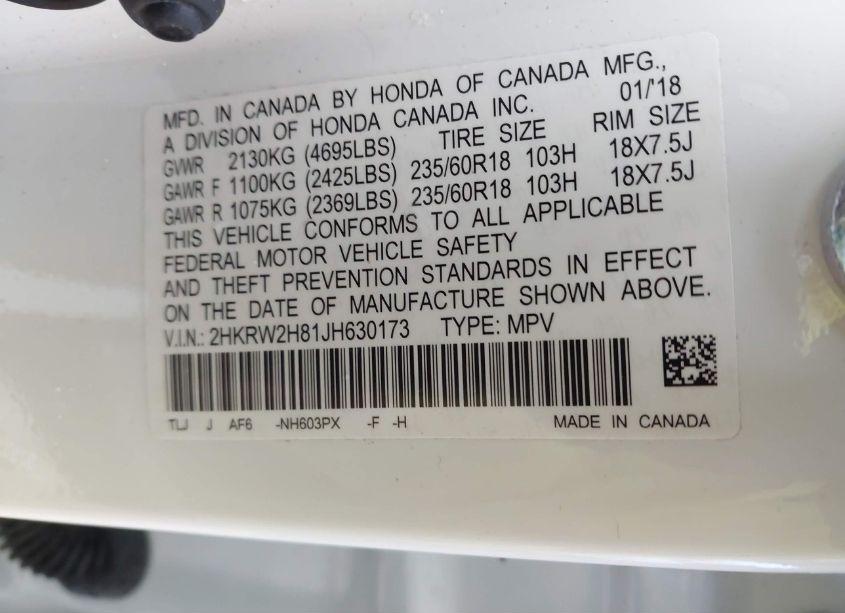 MFD. IN CANADA BY HONDA OF CANADA MFG.,
A DIVISION OF HONDA CANADA INC. 01/'18
GVWR 2130KG (4695LBS) TIRE SIZE RIM SIZE
GAWR F 1100KG (2425LBS) 235/60R18 103H 18X7.5J
GAWR R 1075KG (2369LBS) 235/60R18 103H 18X7.5J
THIS VEHICLE CONFORMS TO ALL APPLICABLE
FEDERAL MOTOR VEHICLE SAFETY
AND THEFT PREVENTION STANDARDS IN EFFECT
ON THE DATE OF MANUFACTURE SHOWN ABOVE.
V.I.N.: 2HKRW2H81JH630173 TYPE: MPV
TLJ J AF6 -NH603PX -F -H MADE IN CANADA